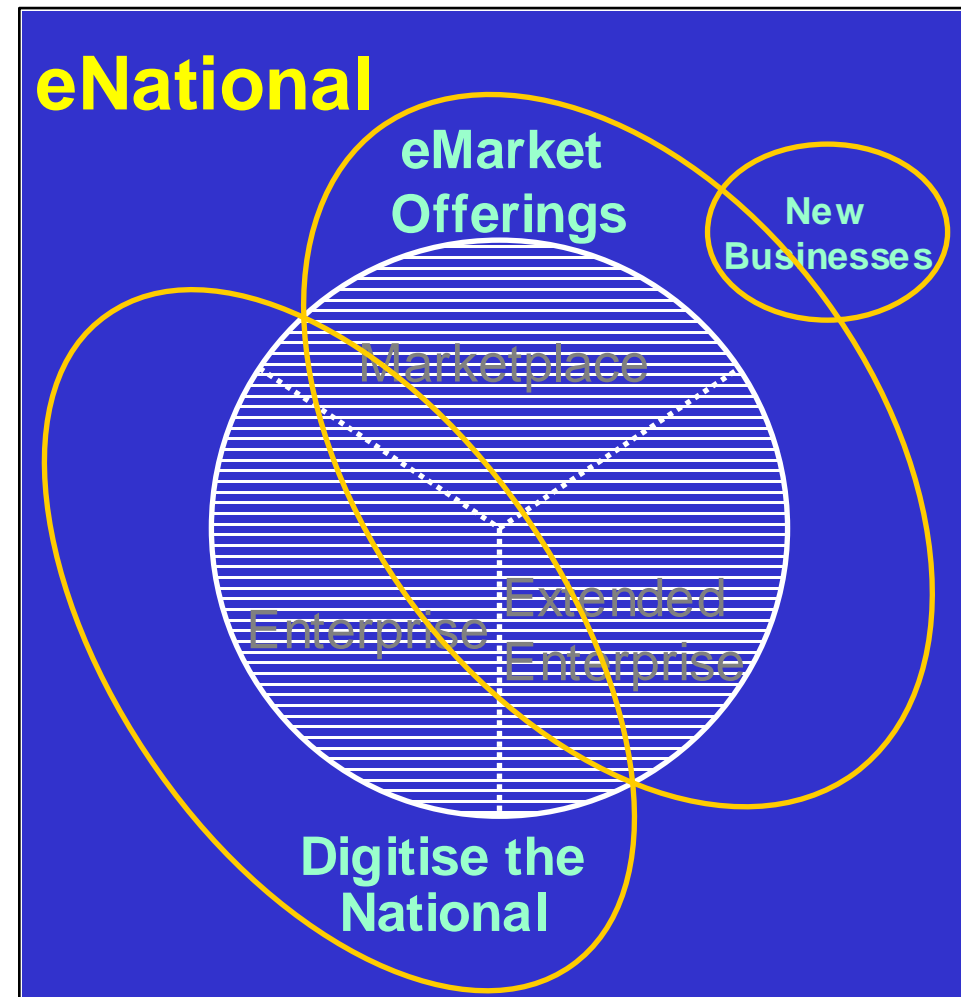 eNational
eMarket
Offerings
New
Businesses
Marketplace
Extended
Enterprise
Enterprise
Digitise the
National